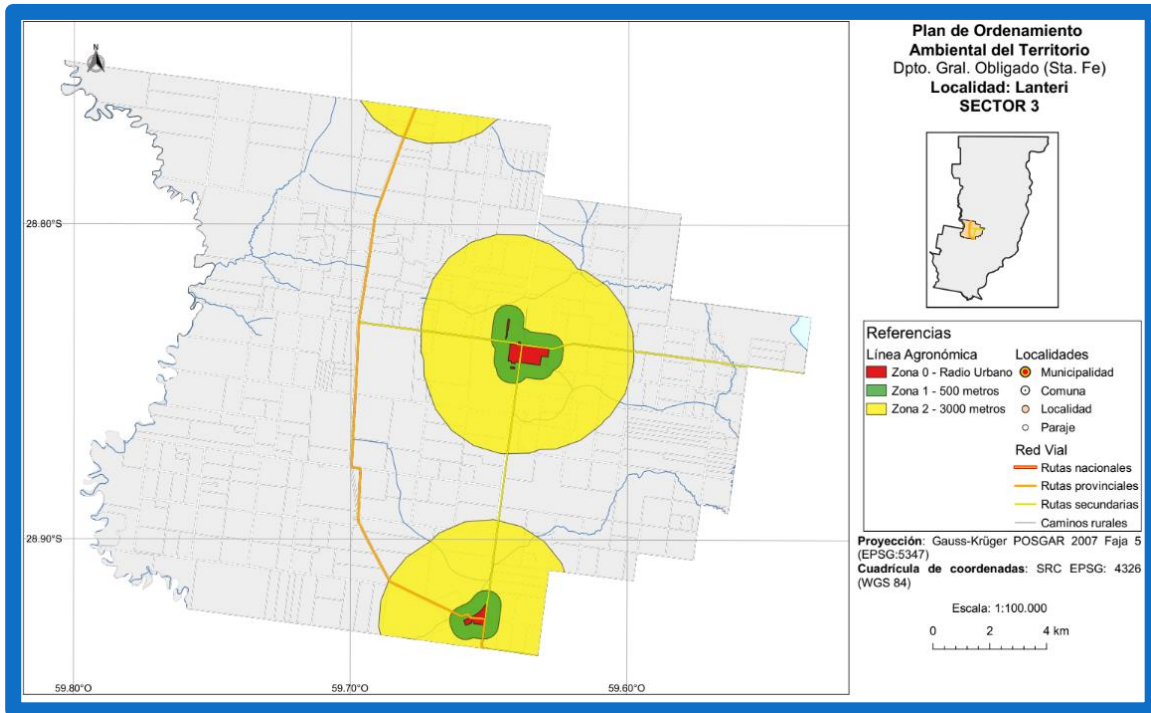 Plan de Ordenamiento
Ambiental del Territorio
Dpto. Gral. Obligado (Sta. Fe)
Localidad: Lanteri
SECTOR 3
N
28.80°S
28.90°S
59.80°O
59.70°O
59.60°O
Referencias
Línea Agronómica
Zona 0 - Radio Urbano
Zona 1 - 500 metros
Zona 2 - 3000 metros
Localidades
Municipalidad
Comuna
Localidad
Paraje
Red Vial
Rutas nacionales
Rutas provinciales
Rutas secundarias
Caminos rurales
Proyección: Gauss-Krüger POSGAR 2007 Faja 5
(EPSG:5347)
Cuadrícula de coordenadas: SRC EPSG: 4326
(WGS 84)
Escala: 1:100.000
0 2 4 km